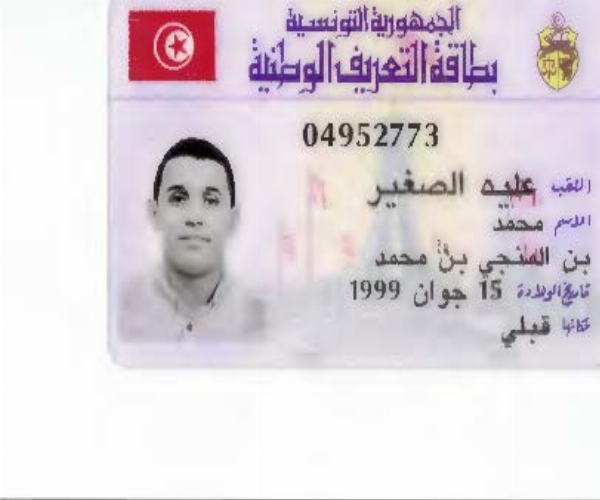 الجمهورية التونسية
بطاقة التعريف الوطنية
04952773
اللقب عليه الصغير
الاسم محمد
بن المنجي بن محمد
تاريخ الولادة 15 جوان 1999
مكانها قبلي